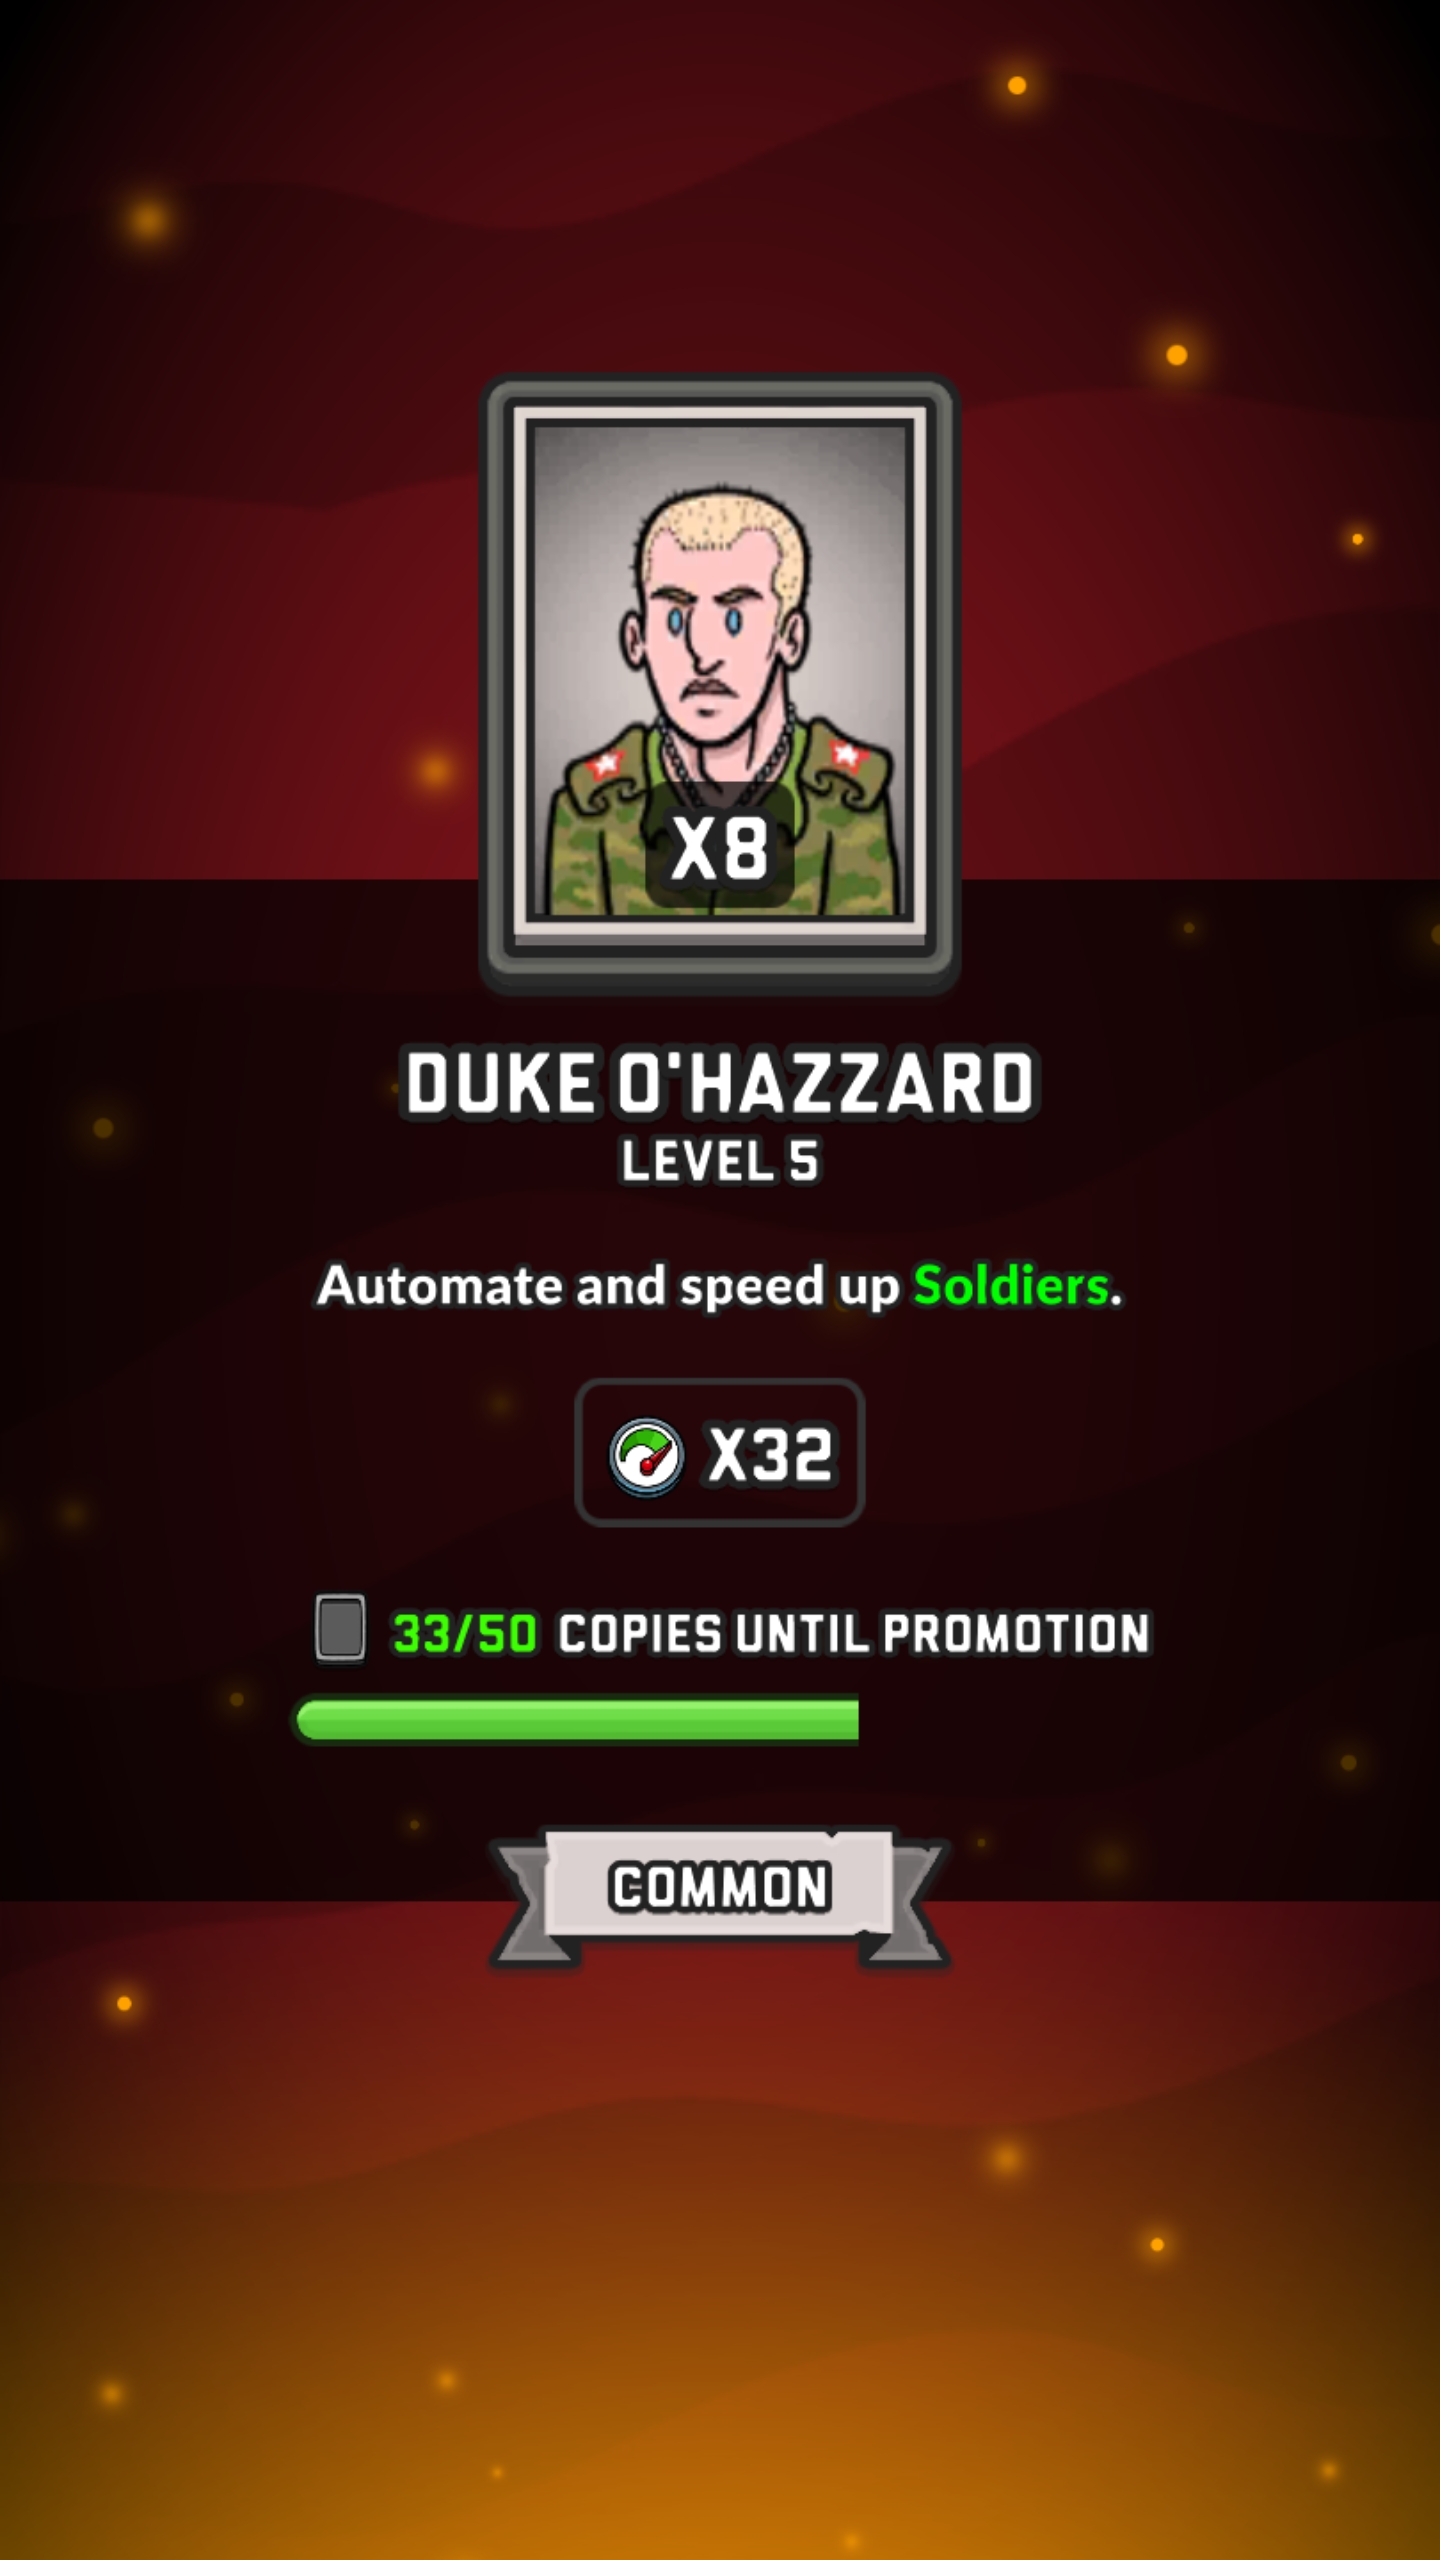 X8
DUKE O'HAZZARD
LEVEL 5
Automate and speed up Soldiers.
X32
33/50 COPIES UNTIL PROMOTION
COMMON